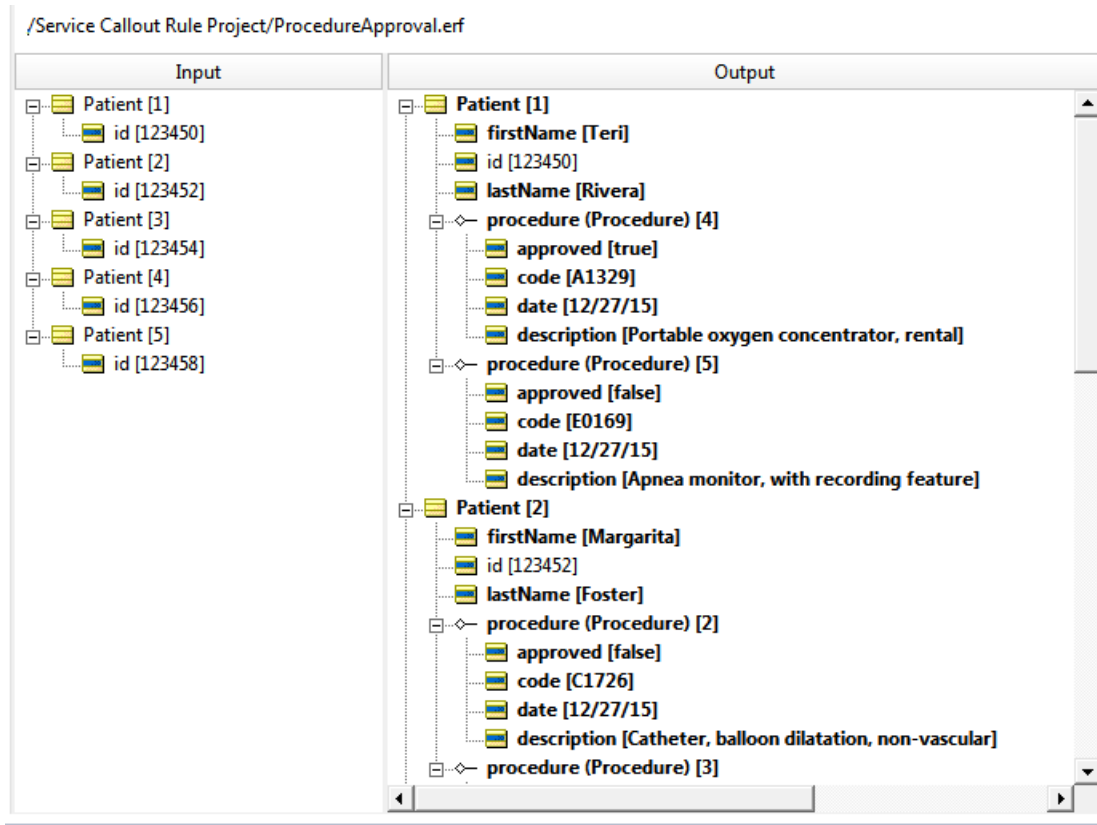 /Service Callout Rule Project/ProcedureApproval.erf
Input
Patient [1]
id [123450]
Patient [2]
id [123452]
Patient [3]
id [123454]
Patient [4]
id [123456]
Patient [5]
id [123458]
Output
Patient [1]
firstName [Teri]
id [123450]
lastName [Rivera]
procedure (Procedure) [4]
approved [true]
code [A1329]
date [12/27/15]
description [Portable oxygen concentrator, rental]
procedure (Procedure) [5]
approved [false]
code [E0169]
date [12/27/15]
description [Apnea monitor, with recording feature]
Patient [2]
firstName [Margarita]
id [123452]
lastName [Foster]
procedure (Procedure) [2]
approved [false]
code [C1726]
date [12/27/15]
description [Catheter, balloon dilatation, non-vascular]
procedure (Procedure) [3]